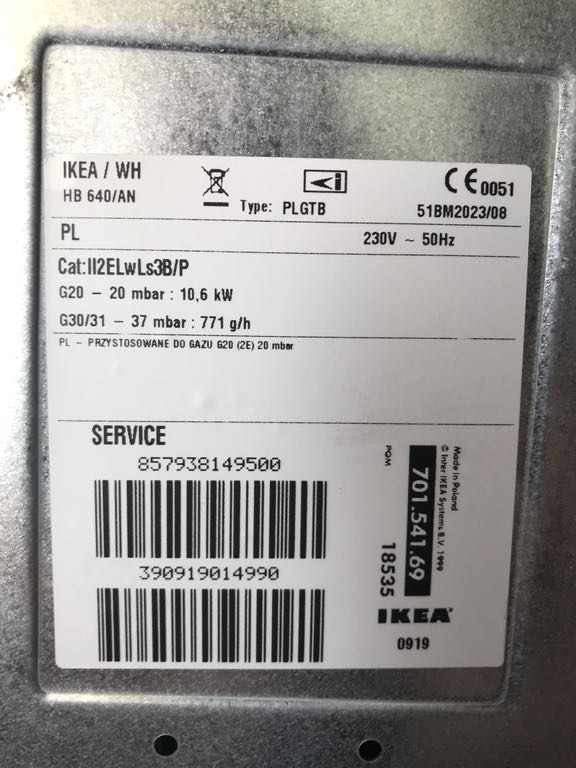 IKEA / WH
HB 640/AN
Type: PLGTB
CE 0051
51BM2023/08
PL
230V ~ 50Hz
Cat:II2ELwLs3B/P
G20 - 20 mbar : 10,6 kW
G30/31 - 37 mbar : 771 g/h
PL - PRZYSTOSOWANE DO GAZU G20 (2E) 20 mbar
SERVICE
857938149500
390919014990
Made in Poland
© Inter IKEA Systems B.V. 1999
701.541.69
PQM
18535
IKEA®
0919